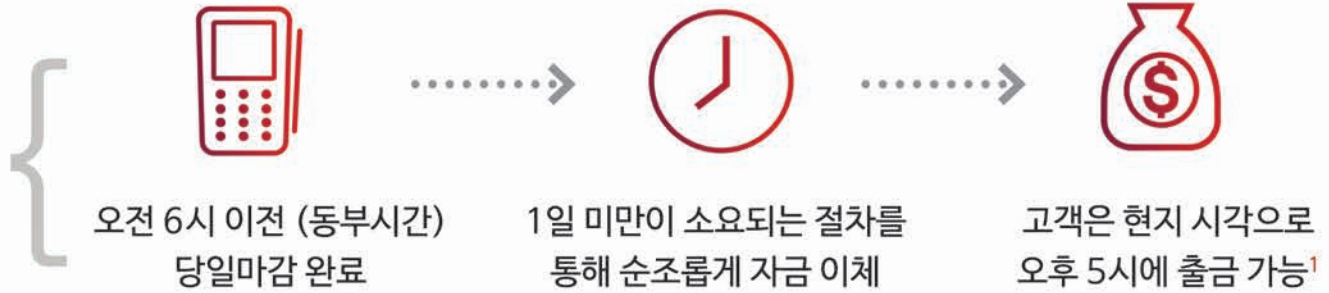 $
오전 6시 이전 (동부시간)
당일마감 완료
1일 미만이 소요되는 절차를
통해 순조롭게 자금 이체
고객은 현지 시각으로
오후 5시에 출금 가능1